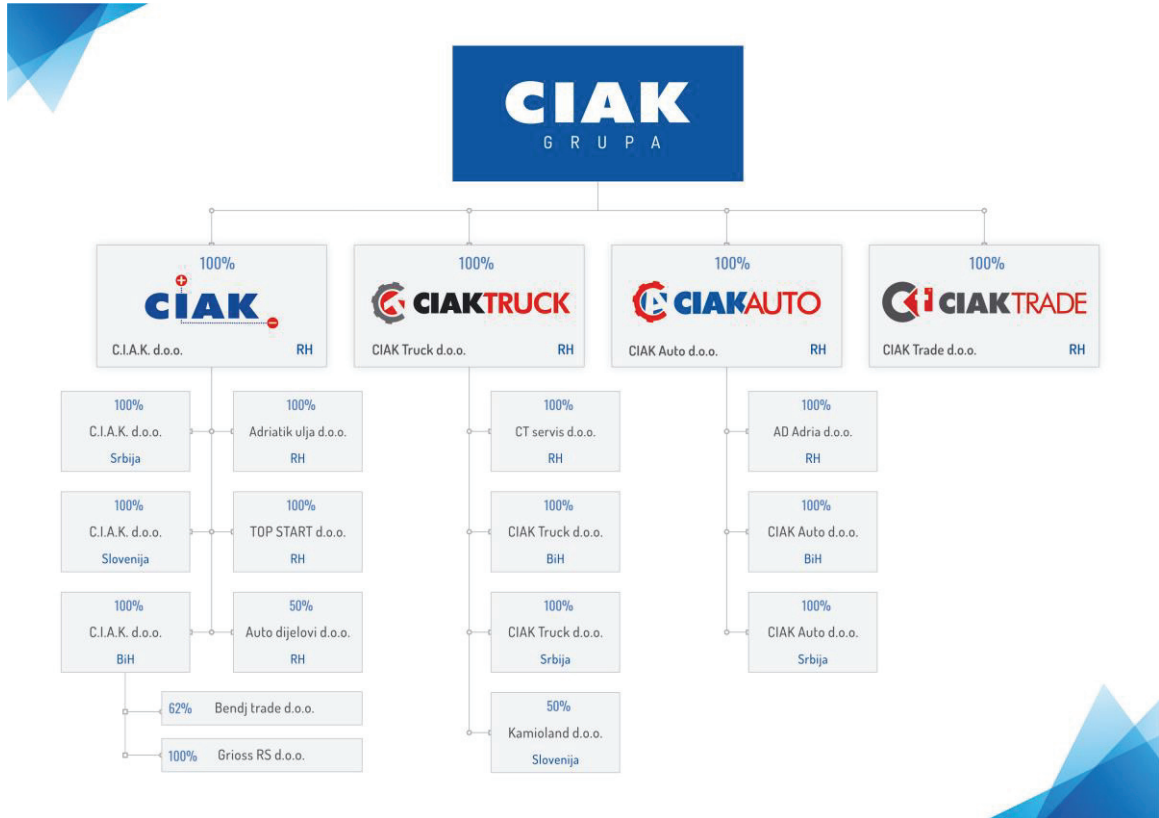 CIAK
GRUPA
100%
CIAK
C.I.A.K. d.o.o. RH
100%
CIAKTRUCK
CIAK Truck d.o.o. RH
100%
CIAKAUTO
CIAK Auto d.o.o. RH
100%
CIAKTRADE
CIAK Trade d.o.o. RH
100%
C.I.A.K. d.o.o.
Srbija
100%
Adriatik ulja d.o.o.
RH
100%
C.I.A.K. d.o.o.
Slovenija
100%
TOP START d.o.o.
RH
100%
C.I.A.K. d.o.o.
BiH
50%
Auto dijelovi d.o.o.
RH
62% Bendj trade d.o.o.
100% Grioss RS d.o.o.
100%
CT servis d.o.o.
RH
100%
CIAK Truck d.o.o.
BiH
100%
CIAK Truck d.o.o.
Srbija
50%
Kamioland d.o.o.
Slovenija
100%
AD Adria d.o.o.
RH
100%
CIAK Auto d.o.o.
BiH
100%
CIAK Auto d.o.o.
Srbija